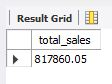 Result Grid
total_sales
817860.05